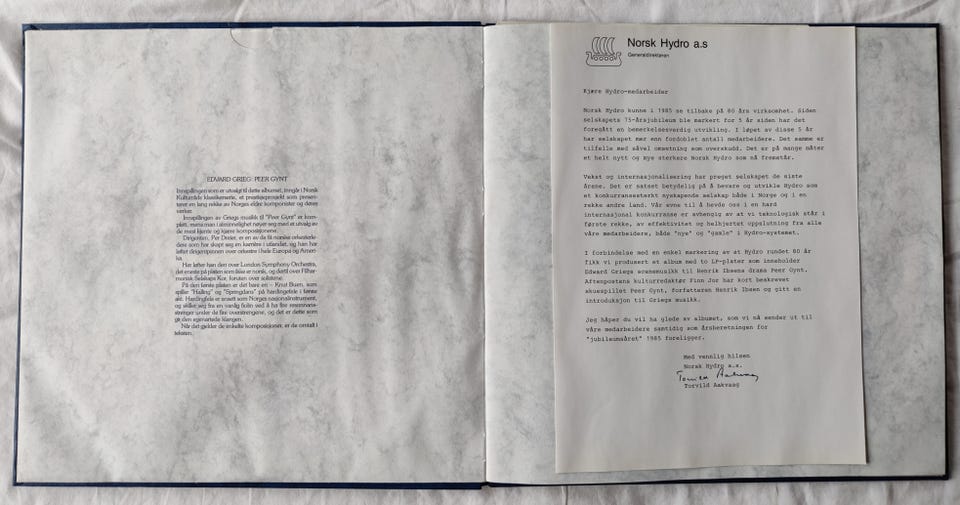 EDVARD GRIEG: PEER GYNT
Innspillingen som er utvalgt til dette albumet, inngår i Norsk
Kulturråds klassikerserie, et prestisjeprosjekt som presen-
terer en lang rekke av Norges eldre komponister og deres
verker.
Innspillingen av Griegs musikk til "Peer Gynt" er kom-
plett, mens man i alminnelighet nøyer seg med et utvalg av
de mest kjente og kjære komposisjonene.
Dirigenten, Per Dreier, er en av de få norske orkesterlede-
dere som har skapt seg en karriére i utlandet, og han har
løftet dirigentpinnen over orkestre i hele Europa og Ameri-
ka.
Her løfter han den over London Symphony Orchestra,
det eneste på platen som ikke er norsk, og dertil over Filhar-
monisk Selskaps Kor, foruten over solistene.
På den første platen er det bare en – Knut Buen, som
spiller "Halling" og "Springdans" på hardingfele i første
akt. Hardingfela er ansett som Norges nasjonalinstrument,
og skiller seg fra en vanlig fiolin ved å ha fire resonnans-
strenger under de fire overstrengene, og det er dette som
gir den egenartede klangen.
Når det gjelder de enkelte komposisjonene, er de omtalt i
teksten.
Norsk Hydro a.s
Generaldirektøren
Kjære Hydro-medarbeider
Norsk Hydro kunne i 1985 se tilbake på 80 års virksomhet. Siden
selskapets 75-årsjubileum ble markert for 5 år siden har det
foregått en bemerkelsesverdig utvikling. I løpet av disse 5 år
har selskapet mer enn fordoblet antall medarbeidere. Det samme er
tilfelle med såvel omsetning som overskudd. Det er på mange måter
et helt nytt og mye sterkere Norsk Hydro som nå fremstår.
Vekst og internasjonalisering har preget selskapet de siste
årene. Det er satset betydelig på å bevare og utvikle Hydro som
et konkurransesterkt nyskapende selskap både i Norge og i en
rekke andre land. Vår evne til å hevde oss i en hard
internasjonal konkurranse er avhengig av at vi teknologisk står i
første rekke, av effektivitet og helhjertet oppslutning fra alle
våre medarbeidere, både "nye" og "gamle" i Hydro-systemet.
I forbindelse med en enkel markering av at Hydro rundet 80 år
fikk vi produsert et album med to LP-plater som inneholder
Edward Griegs scenemusikk til Henrik Ibsens drama Peer Gynt.
Aftenpostens kulturredaktør Finn Jor har kort beskrevet
skuespillet Peer Gynt, forfatteren Henrik Ibsen og gitt en
introduksjon til Griegs musikk.
Jeg håper du vil ha glede av albumet, som vi nå sender ut til
våre medarbeidere samtidig som årsberetningen for
"jubileumsåret" 1985 foreligger.
Med vennlig hilsen
Norsk Hydro a.s.
Torvild Aakvaag
Torvild Aakvaag